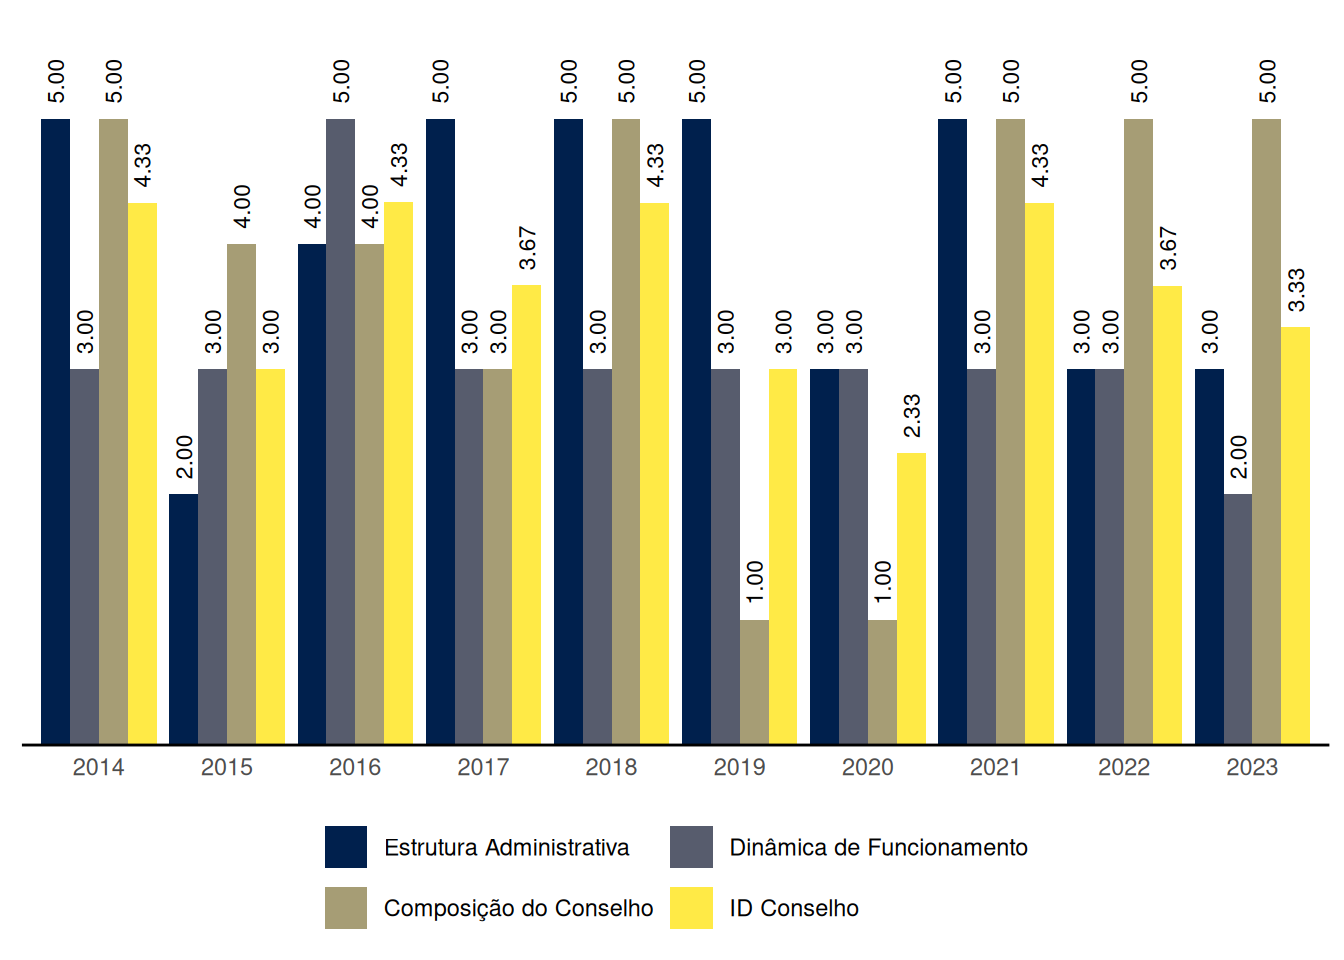 5.00 3.00 5.00 4.33
2.00 3.00 4.00 3.00
4.00 5.00 4.00 4.33
5.00 3.00 3.00 3.67
5.00 3.00 5.00 4.33
5.00 3.00 1.00 3.00
3.00 3.00 1.00 2.33
5.00 3.00 5.00 4.33
3.00 3.00 5.00 3.67
3.00 2.00 5.00 3.33
2014 2015 2016 2017 2018 2019 2020 2021 2022 2023
Estrutura Administrativa Dinâmica de Funcionamento
Composição do Conselho ID Conselho